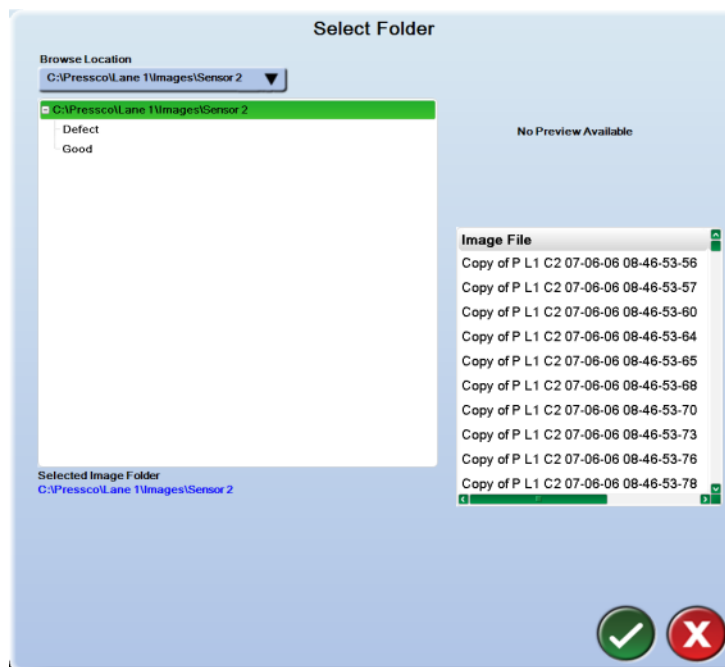 Select Folder
Browse Location
C:\Pressco\Lane 1\Images\Sensor 2
C:\Pressco\Lane 1\Images\Sensor 2
Defect
Good
No Preview Available
Image File
Copy of P L1 C2 07-06-06 08-46-53-56
Copy of P L1 C2 07-06-06 08-46-53-57
Copy of P L1 C2 07-06-06 08-46-53-60
Copy of P L1 C2 07-06-06 08-46-53-64
Copy of P L1 C2 07-06-06 08-46-53-65
Copy of P L1 C2 07-06-06 08-46-53-68
Copy of P L1 C2 07-06-06 08-46-53-70
Copy of P L1 C2 07-06-06 08-46-53-73
Copy of P L1 C2 07-06-06 08-46-53-76
Copy of P L1 C2 07-06-06 08-46-53-78
Selected Image Folder
C:\Pressco\Lane 1\Images\Sensor 2